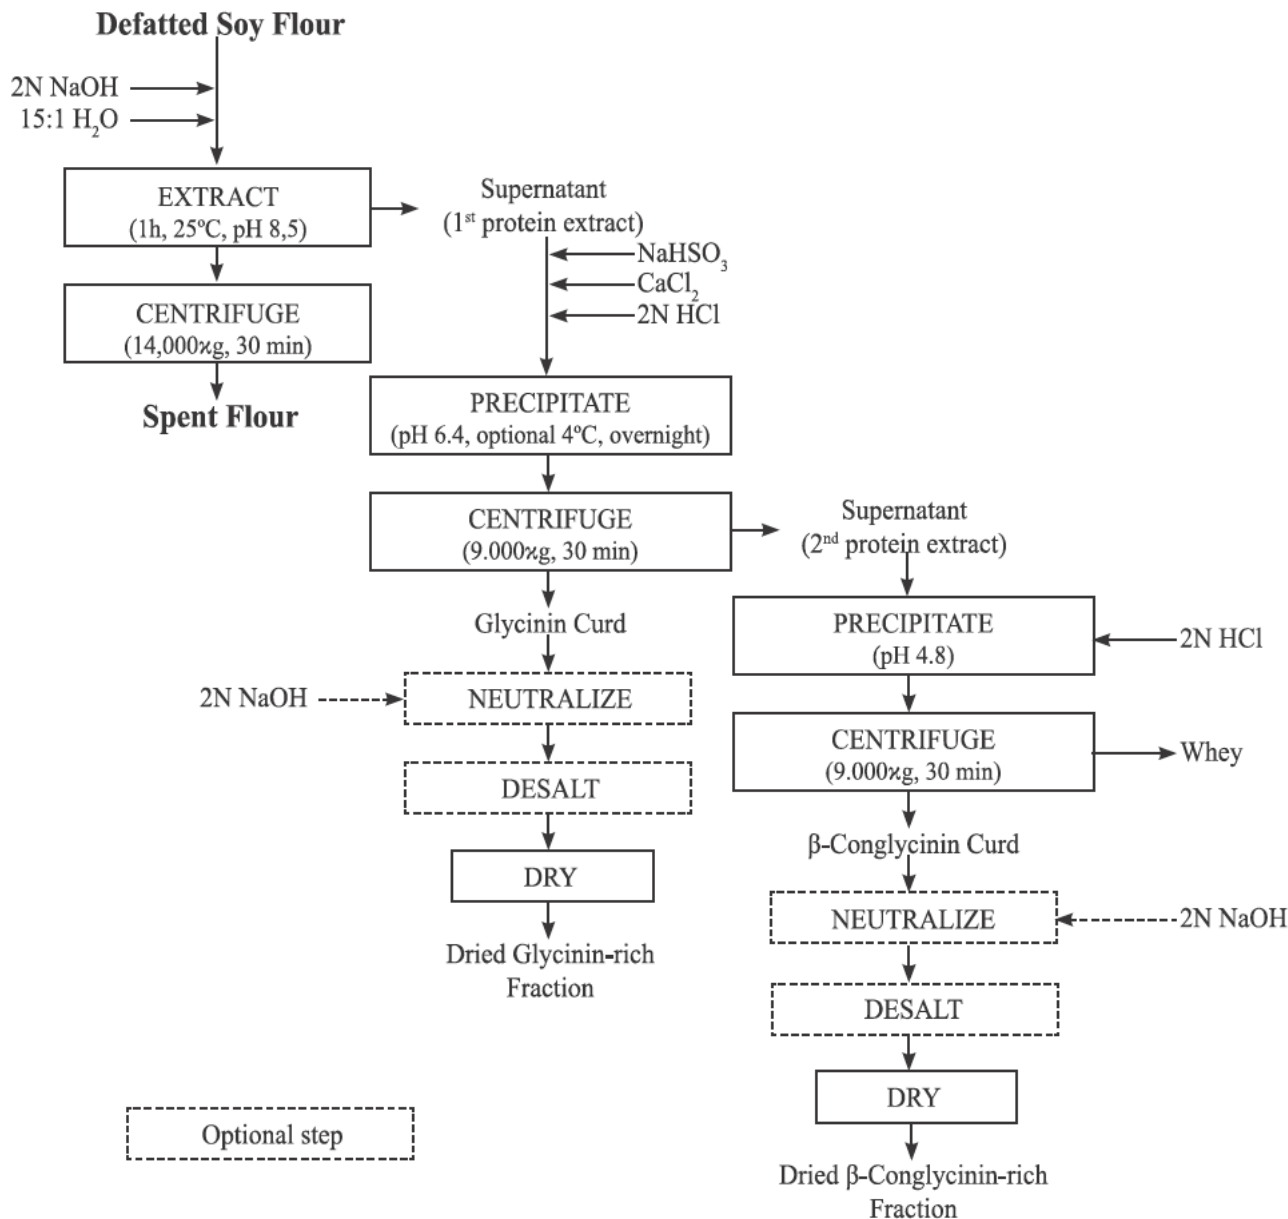 Defatted Soy Flour
2N NaOH
15:1 H₂O
EXTRACT
(1h, 25ºC, pH 8,5)
Supernatant
(1st protein extract)
NaHSO₃
CaCl₂
2N HCl
CENTRIFUGE
(14,000ϰg, 30 min)
Spent Flour
PRECIPITATE
(pH 6.4, optional 4ºC, overnight)
CENTRIFUGE
(9.000ϰg, 30 min)
Supernatant
(2nd protein extract)
Glycinin Curd
PRECIPITATE
(pH 4.8)
2N HCl
2N NaOH
NEUTRALIZE
CENTRIFUGE
(9.000ϰg, 30 min)
Whey
DESALT
β-Conglycinin Curd
DRY
NEUTRALIZE
2N NaOH
Dried Glycinin-rich
Fraction
DESALT
DRY
Optional step
Dried β-Conglycinin-rich
Fraction